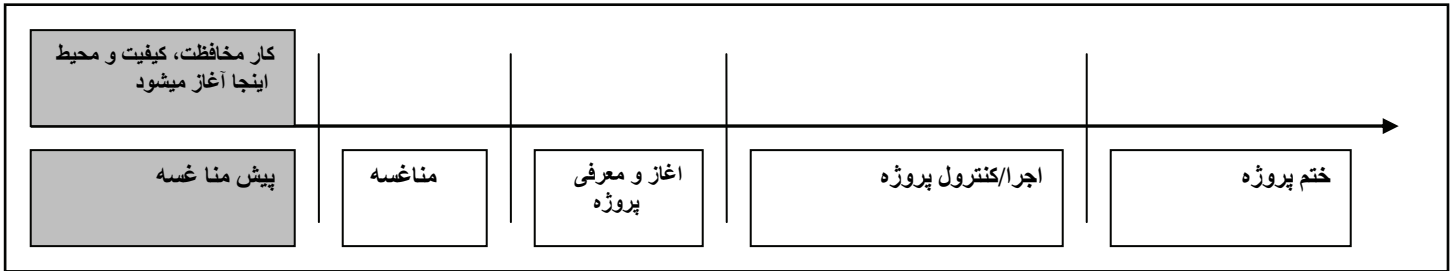 کار مخافظت، کیفیت و محیط
اینجا آغاز میشود
پیش منا غسه
مناغسه
اغاز و معرفی
پروژه
اجرا/کنترول پروژه
ختم پروژه